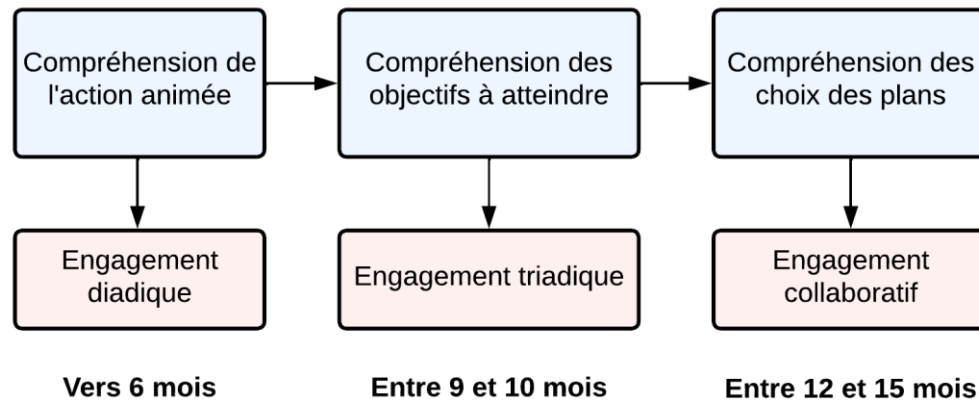 Compréhension de
l'action animée
Compréhension des
objectifs à atteindre
Compréhension des
choix des plans
Engagement
diadique
Engagement triadique
Engagement
collaboratif
Vers 6 mois
Entre 9 et 10 mois
Entre 12 et 15 mois